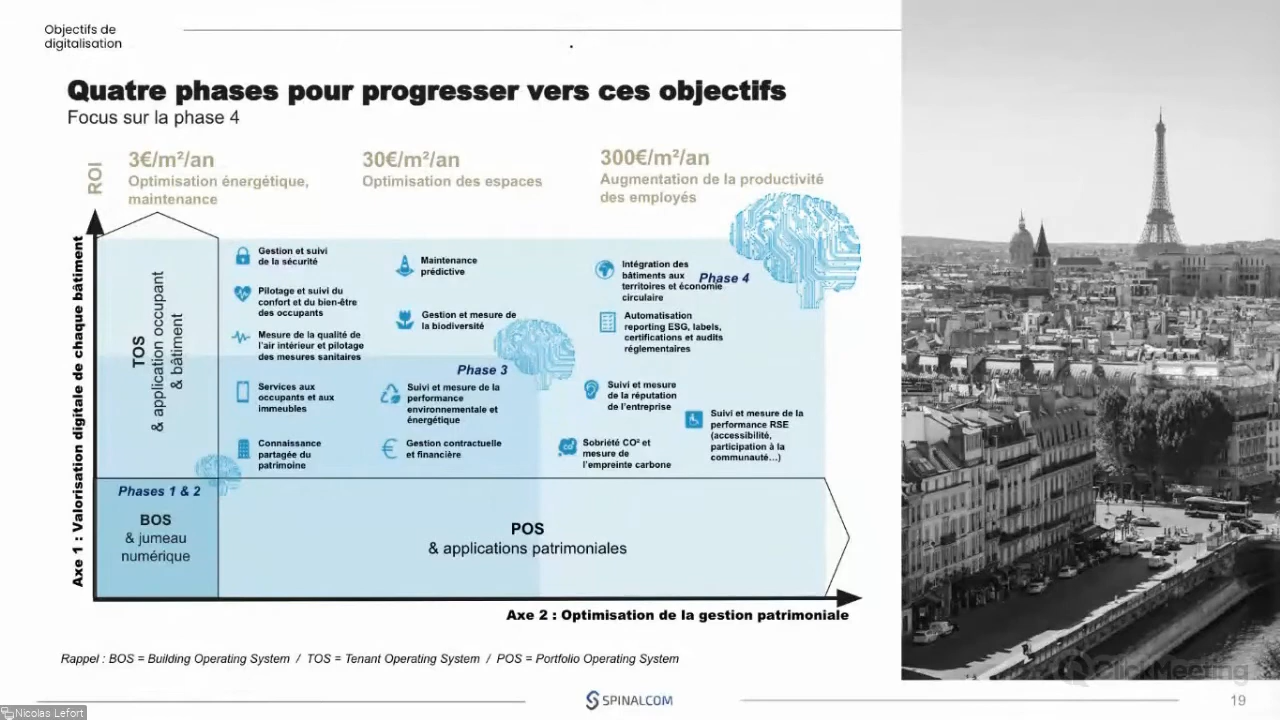 Objectifs de
digitalisation
Quatre phases pour progresser vers ces objectifs
Focus sur la phase 4
ROI
3€/m²/an
Optimisation énergétique,
maintenance
30€/m²/an
Optimisation des espaces
300€/m²/an
Augmentation de la productivité
des employés
Axe 1 : Valorisation digitale de chaque bâtiment
TOS
& application occupant
& bâtiment
Gestion et suivi
de la sécurité
Pilotage et suivi du
confort et du bien-être
des occupants
Mesure de la qualité de
l'air intérieur et pilotage
des mesures sanitaires
Services aux
occupants et aux
immeubles
Connaissance
partagée du
patrimoine
Maintenance
prédictive
Gestion et mesure de
la biodiversité
Phase 3
Suivi et mesure de la
performance
environnementale et
énergétique
€
Gestion contractuelle
et financière
Intégration des
bâtiments aux
territoires et économie
circulaire
Phase 4
Automatisation
reporting ESG, labels,
certifications et audits
réglementaires
Suivi et mesure
de la réputation
de l'entreprise
Suivi et mesure de la
performance RSE
(accessibilité,
participation à la
communauté...)
Sobriété CO² et
mesure de
l'empreinte carbone
Phases 1 & 2
BOS
& jumeau
numérique
POS
& applications patrimoniales
Axe 2 : Optimisation de la gestion patrimoniale
Rappel : BOS = Building Operating System / TOS = Tenant Operating System / POS = Portfolio Operating System
SPINALCOM
ClickMeeting
19
Nicolas Lefort